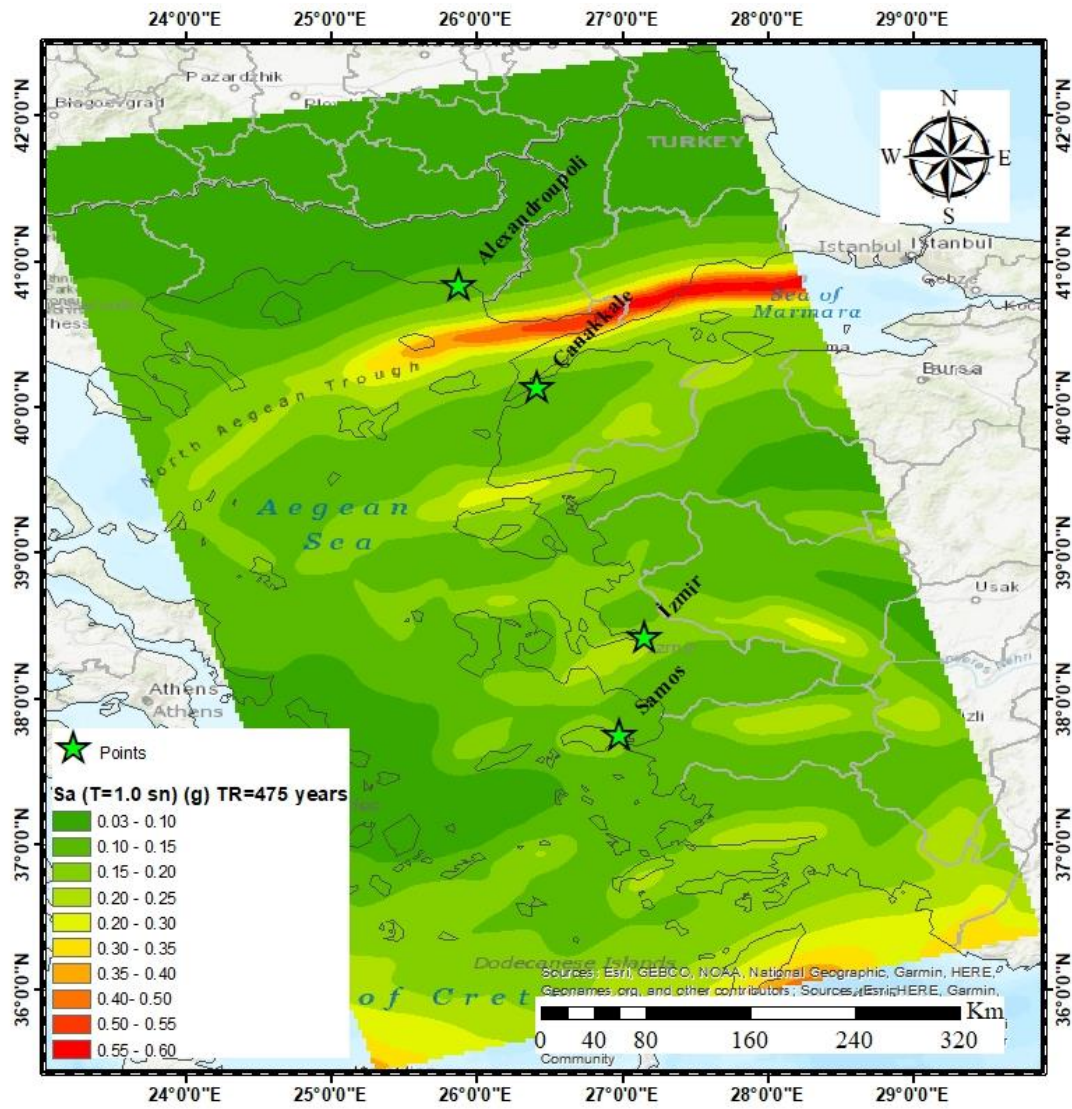 24°0'0"E 25°0'0"E 26°0'0"E 27°0'0"E 28°0'0"E 29°0'0"E
42°0'0"N
41°0'0"N
40°0'0"N
39°0'0"N
38°0'0"N
37°0'0"N
36°0'0"N
42°0'0"N
41°0'0"N
40°0'0"N
39°0'0"N
38°0'0"N
37°0'0"N
36°0'0"N
N
W E
S
Pazardzhik
Blagoevgrad
TURKEY
Alexandroupoli
Istanbul Istanbul
Gebze
Sea of
Marmara
Çanakkale
Bursa
North Aegean Trough
Aegean
Sea
Usak
İzmir
Samos
Athens
Athens
Points
Sa (T=1.0 sn) (g) TR=475 years
0.03 - 0.10
0.10 - 0.15
0.15 - 0.20
0.20 - 0.25
0.20 - 0.30
0.30 - 0.35
0.35 - 0.40
0.40- 0.50
0.50 - 0.55
0.55 - 0.60
Dodecanese Islands
of Cret
Sources: Esri, GEBCO, NOAA, National Geographic, Garmin, HERE,
Geonames.org, and other contributors; Sources: Esri, HERE, Garmin,
Km
0 40 80 160 240 320
Community
24°0'0"E 25°0'0"E 26°0'0"E 27°0'0"E 28°0'0"E 29°0'0"E